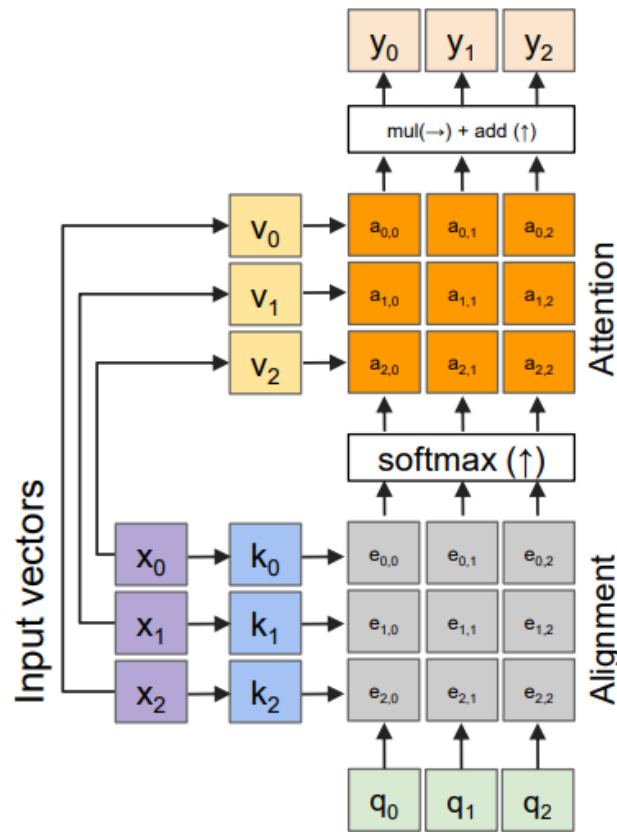 y0 y1 y2
mul(→) + add (↑)
v0 a0,0 a0,1 a0,2
v1 a1,0 a1,1 a1,2
v2 a2,0 a2,1 a2,2
Attention
softmax (↑)
Input vectors
x0 k0 e0,0 e0,1 e0,2
x1 k1 e1,0 e1,1 e1,2
x2 k2 e2,0 e2,1 e2,2
Alignment
q0 q1 q2